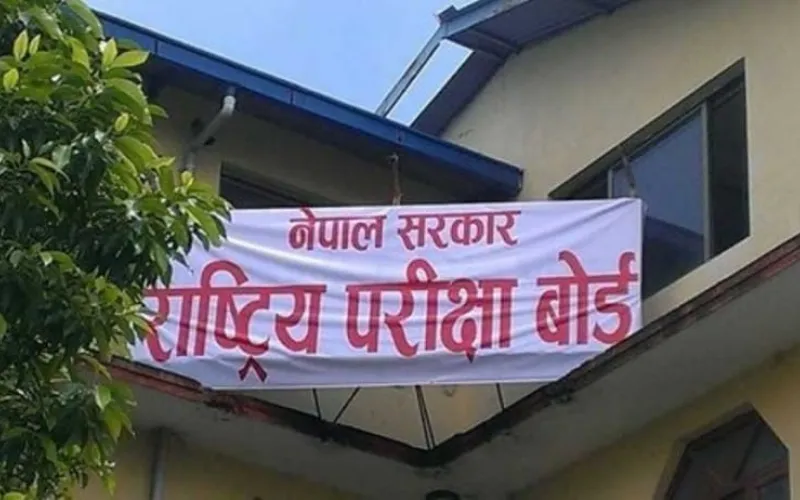 नेपाल सरकार
राष्ट्रिय परीक्षा बोर्ड